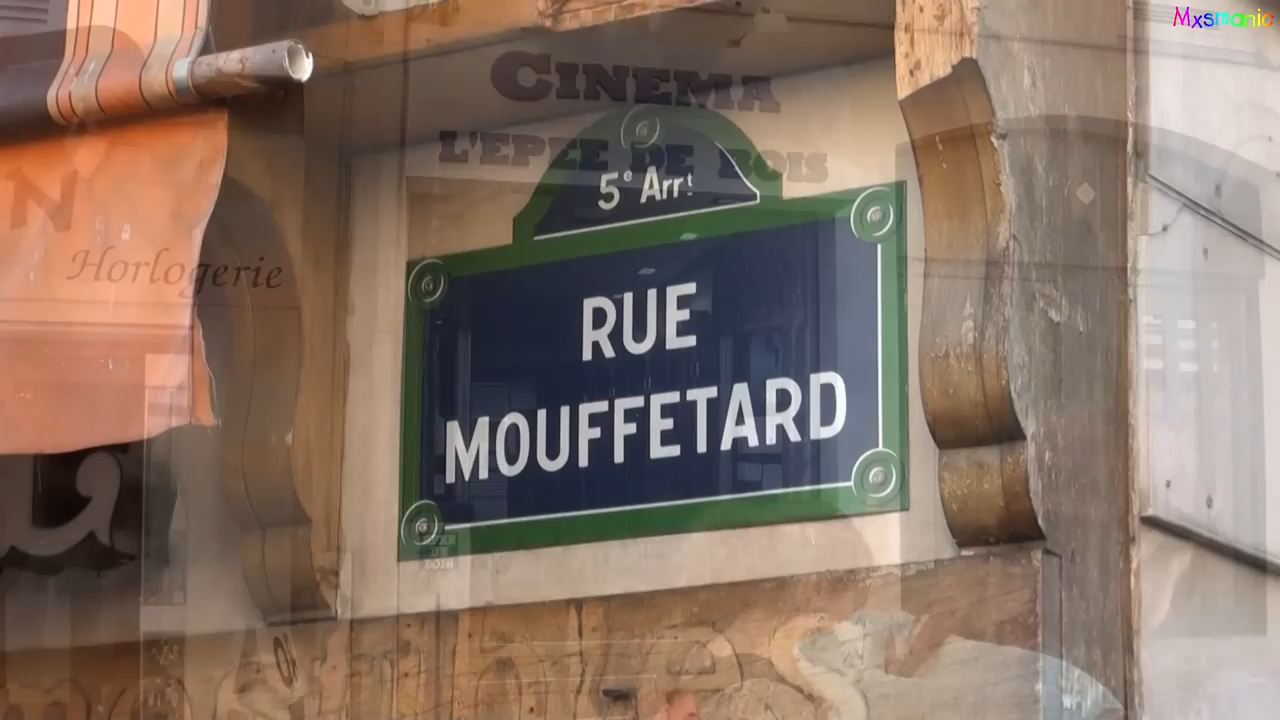 Mxsmanic
CINEMA
L'EPEE DE BOIS
5e Arrt
N
Horlogerie
RUE
MOUFFETARD